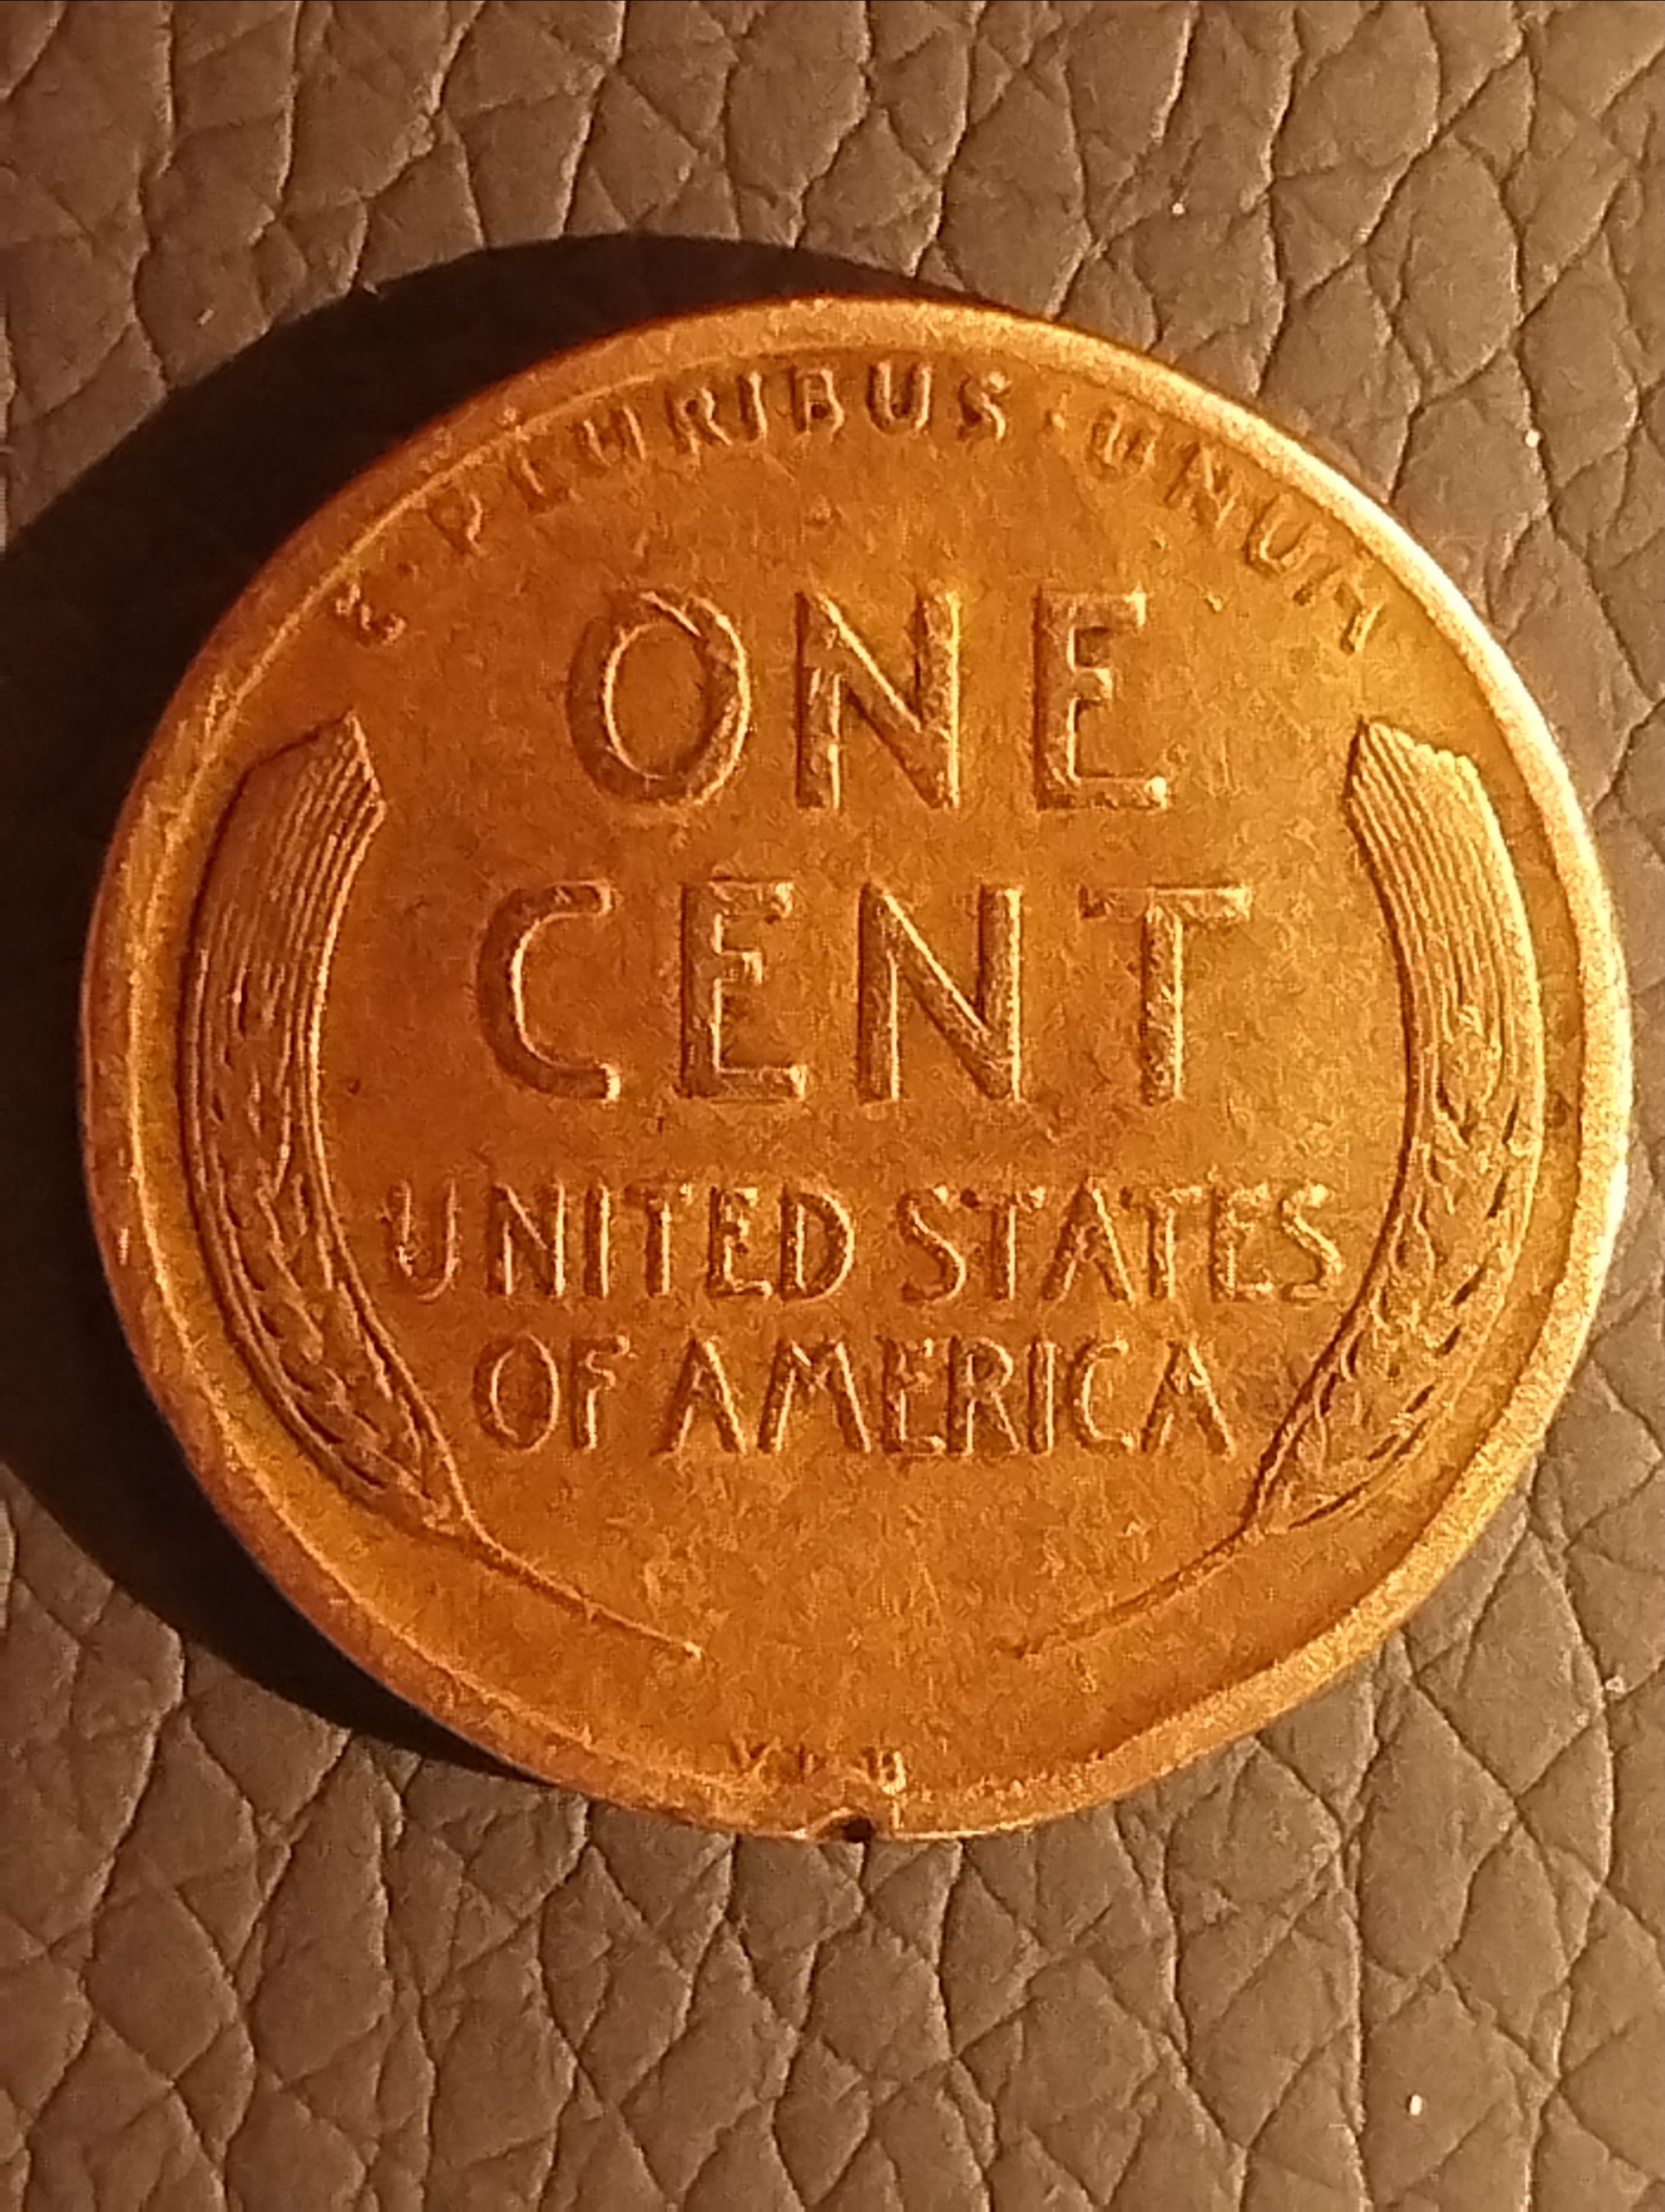 E·PLURIBUS·UNUM
ONE
CENT
UNITED STATES
OF AMERICA
V.D.B.